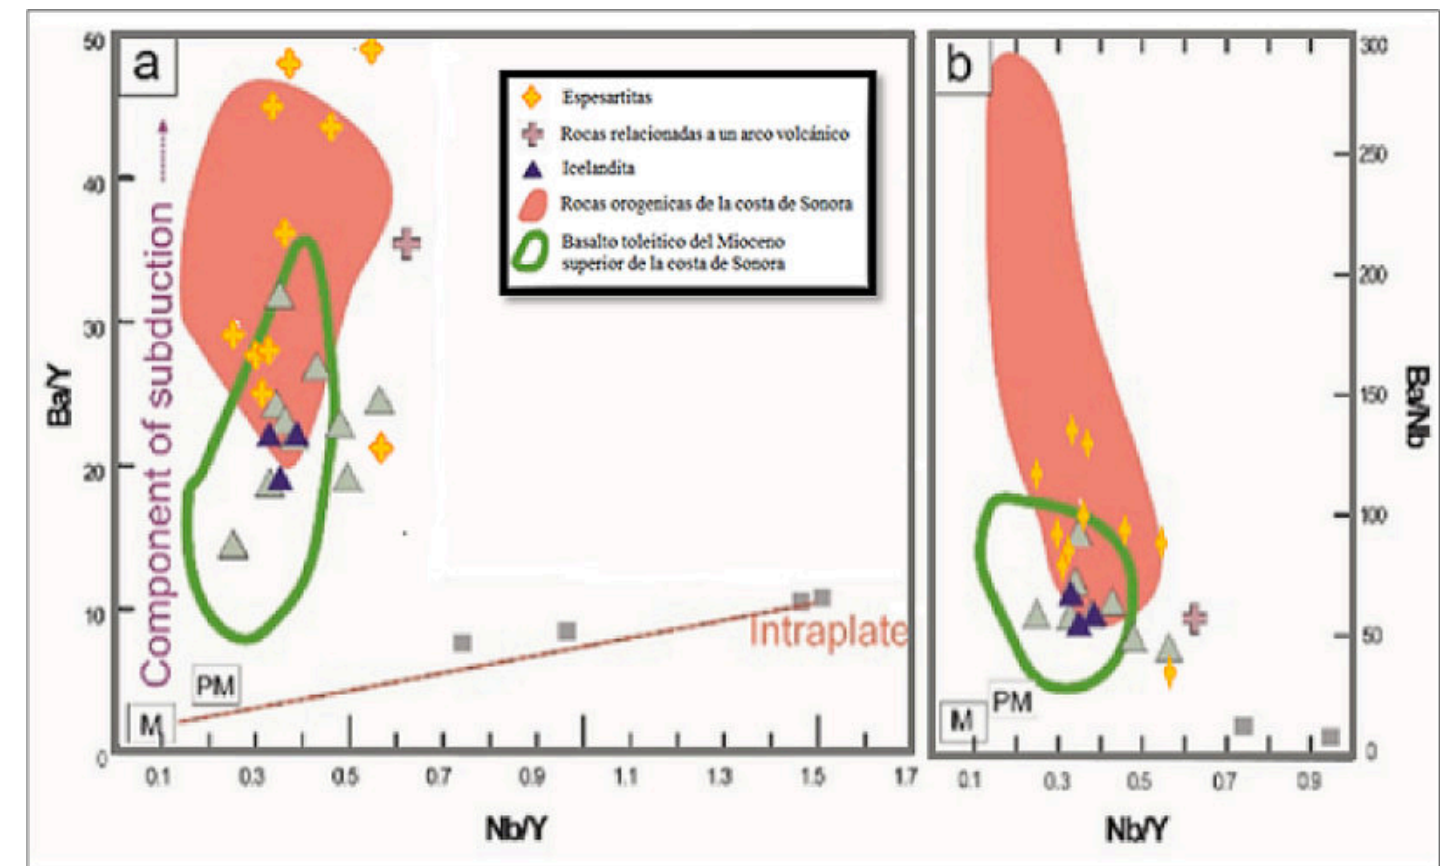 a
50
40
30
20
10
0
Ba/Y
Component of subduction
Espesartitas
Rocas relacionadas a un arco volcánico
Icelandita
Rocas orogenicas de la costa de Sonora
Basalto toleitico del Mioceno
superior de la costa de Sonora
Intraplate
PM
M
0.1 0.3 0.5 0.7 0.9 1.1 1.3 1.5 1.7
Nb/Y
b
300
250
200
150
100
50
0
Ba/Nb
PM
M
0.1 0.3 0.5 0.7 0.9
Nb/Y